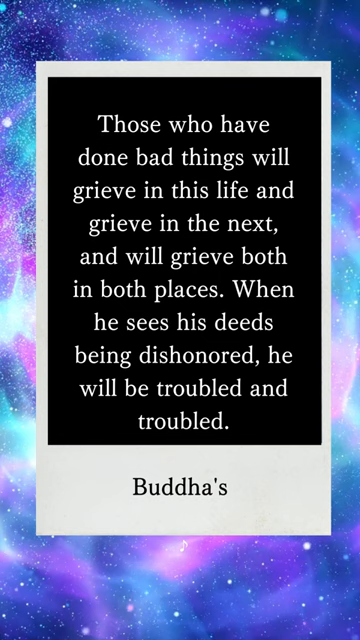 Those who have
done bad things will
grieve in this life and
grieve in the next,
and will grieve both
in both places. When
he sees his deeds
being dishonored, he
will be troubled and
troubled.
Buddha's